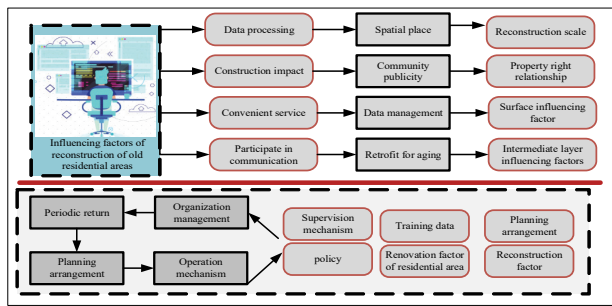 Data processing
Spatial place
Reconstruction scale
Construction impact
Community
publicity
Property right
relationship
Convenient service
Data management
Surface influencing
factor
Influencing factors of
reconstruction of old
residential areas
Participate in
communication
Retrofit for aging
Intermediate layer
influencing factors
Periodic return
Organization
management
Supervision
mechanism
Training data
Planning
arrangement
Planning
arrangement
Operation
mechanism
policy
Renovation factor
of residential area
Reconstruction
factor